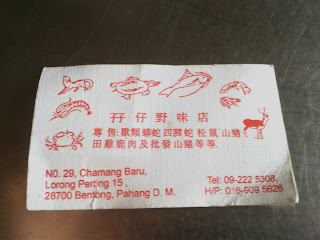 孖仔野味店
專售:獸類蟒蛇四腳蛇松鼠山豬
田雞鹿肉及批發山豬等等.
NO. 29, Chamang Baru,
Lorong Perting 15
28700 Bentong, Pahang D. M.
Tel: 09-222 5308,
H/P: 016-909 5626